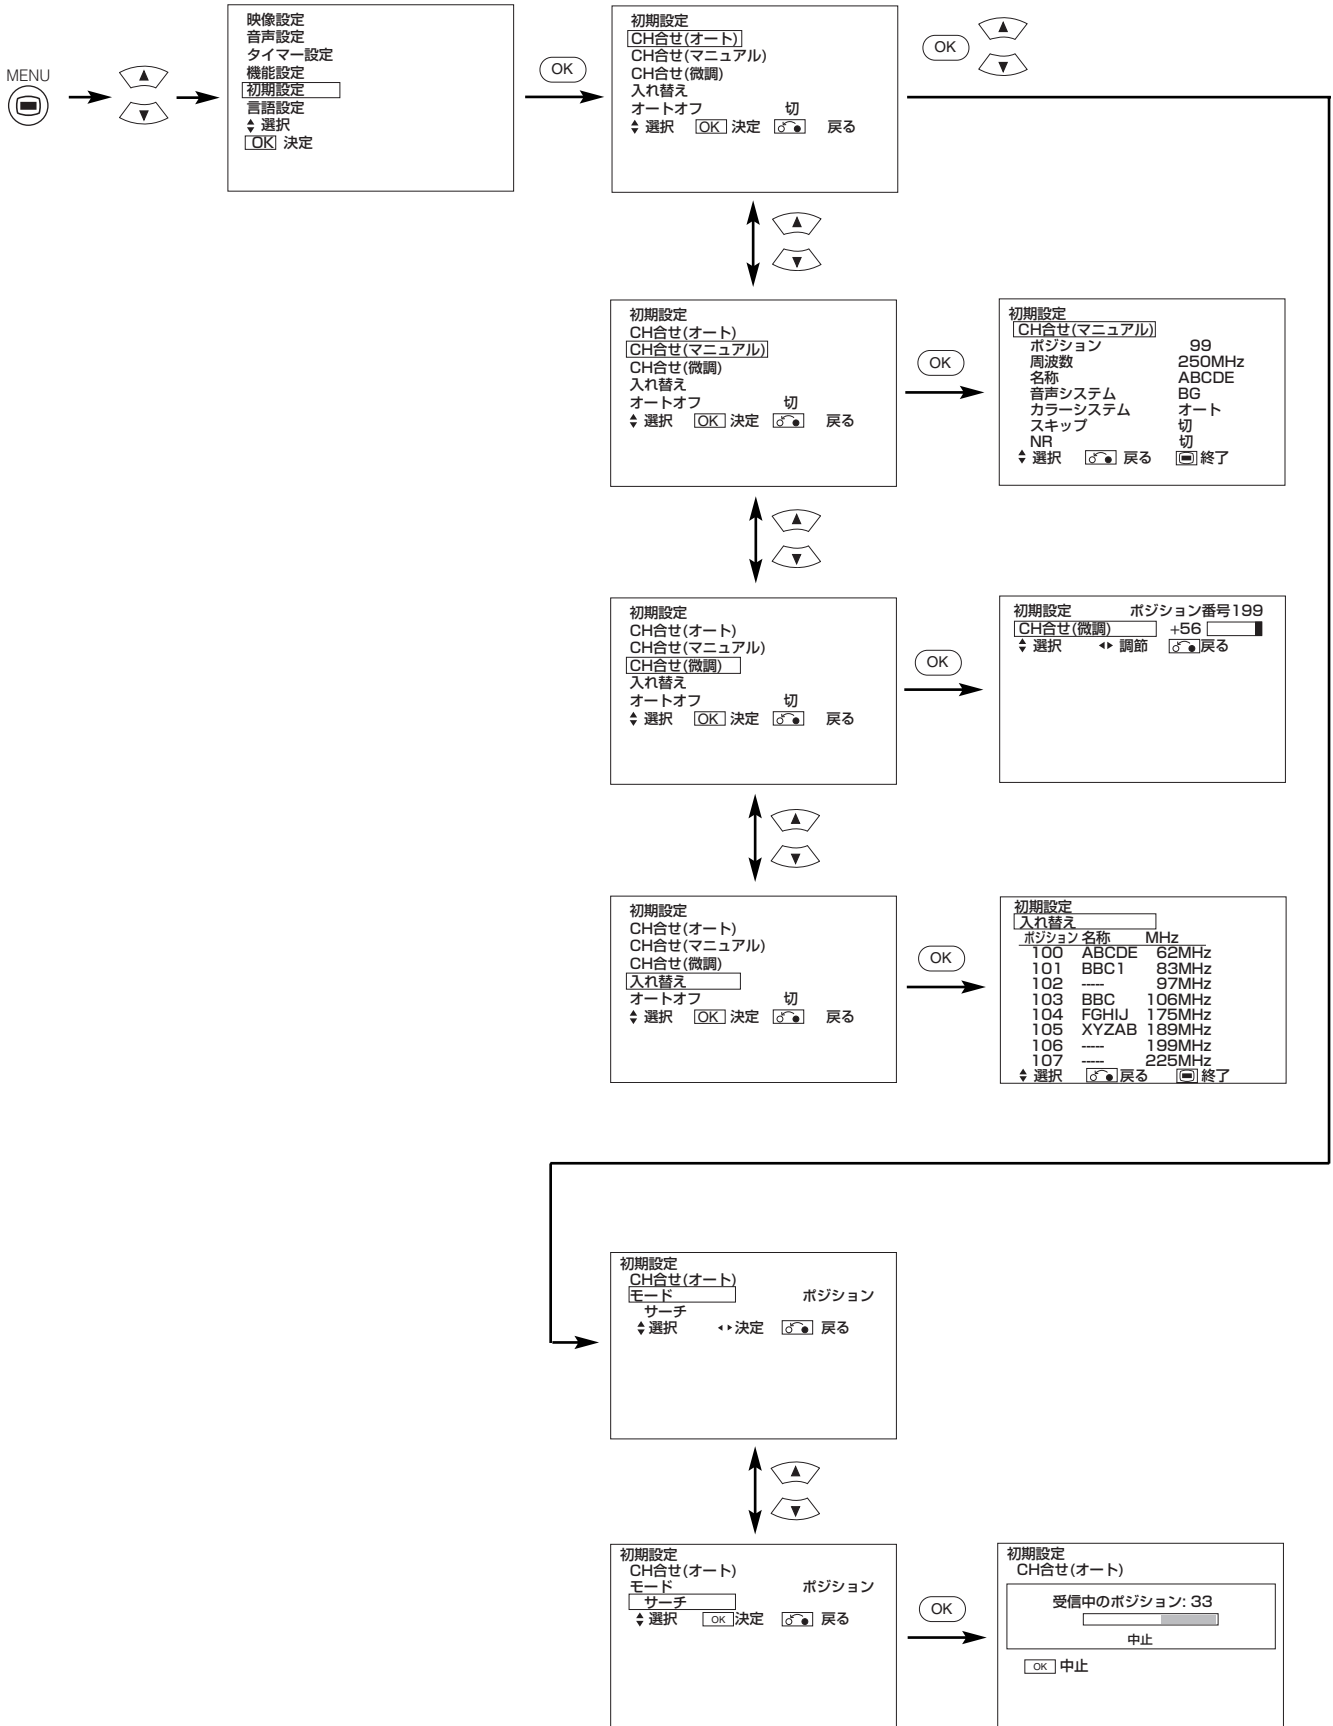 MENU
映像設定
音声設定
タイマー設定
機能設定
初期設定
言語設定
選択
OK 決定
OK
初期設定
CH合せ(オート)
CH合せ(マニュアル)
CH合せ(微調)
入れ替え
オートオフ 切
選択 OK 決定 戻る
OK
初期設定
CH合せ(オート)
CH合せ(マニュアル)
CH合せ(微調)
入れ替え
オートオフ 切
選択 OK 決定 戻る
OK
初期設定
CH合せ(マニュアル)
ポジション 99
周波数 250MHz
名称 ABCDE
音声システム BG
カラーシステム オート
スキップ 切
NR 切
選択 戻る 終了
初期設定
CH合せ(オート)
CH合せ(マニュアル)
CH合せ(微調)
入れ替え
オートオフ 切
選択 OK 決定 戻る
OK
初期設定 ポジション番号199
CH合せ(微調) +56
選択 調節 戻る
初期設定
CH合せ(オート)
CH合せ(マニュアル)
CH合せ(微調)
入れ替え
オートオフ 切
選択 OK 決定 戻る
OK
初期設定
入れ替え
ポジション 名称 MHz
100 ABCDE 62MHz
101 BBC1 83MHz
102 ----- 97MHz
103 BBC 106MHz
104 FGHIJ 175MHz
105 XYZAB 189MHz
106 ----- 199MHz
107 ----- 225MHz
選択 戻る 終了
初期設定
CH合せ(オート)
モード ポジション
サーチ
選択 決定 戻る
初期設定
CH合せ(オート)
モード ポジション
サーチ
選択 OK 決定 戻る
OK
初期設定
CH合せ(オート)
受信中のポジション: 33
中止
OK 中止